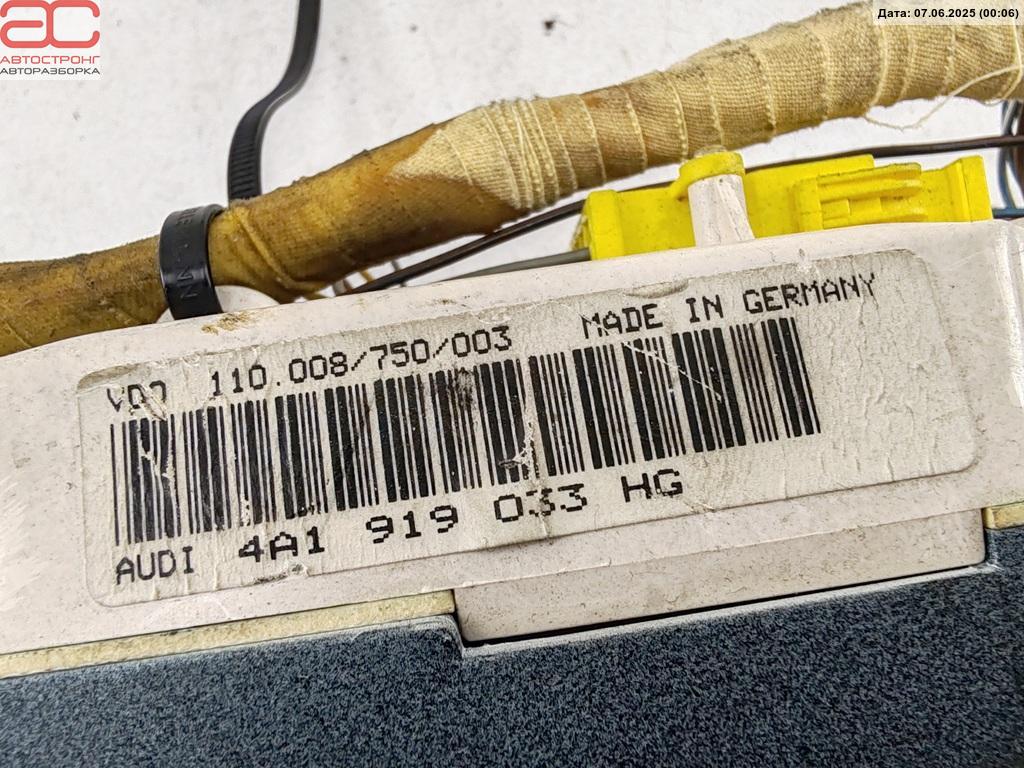 Дата: 07.06.2025 (00:06)
АС
АВТОСТРОНГ
АВТОРАЗБОРКА
VDO 110.008/750/003 MADE IN GERMANY
AUDI 4A1 919 033 HG